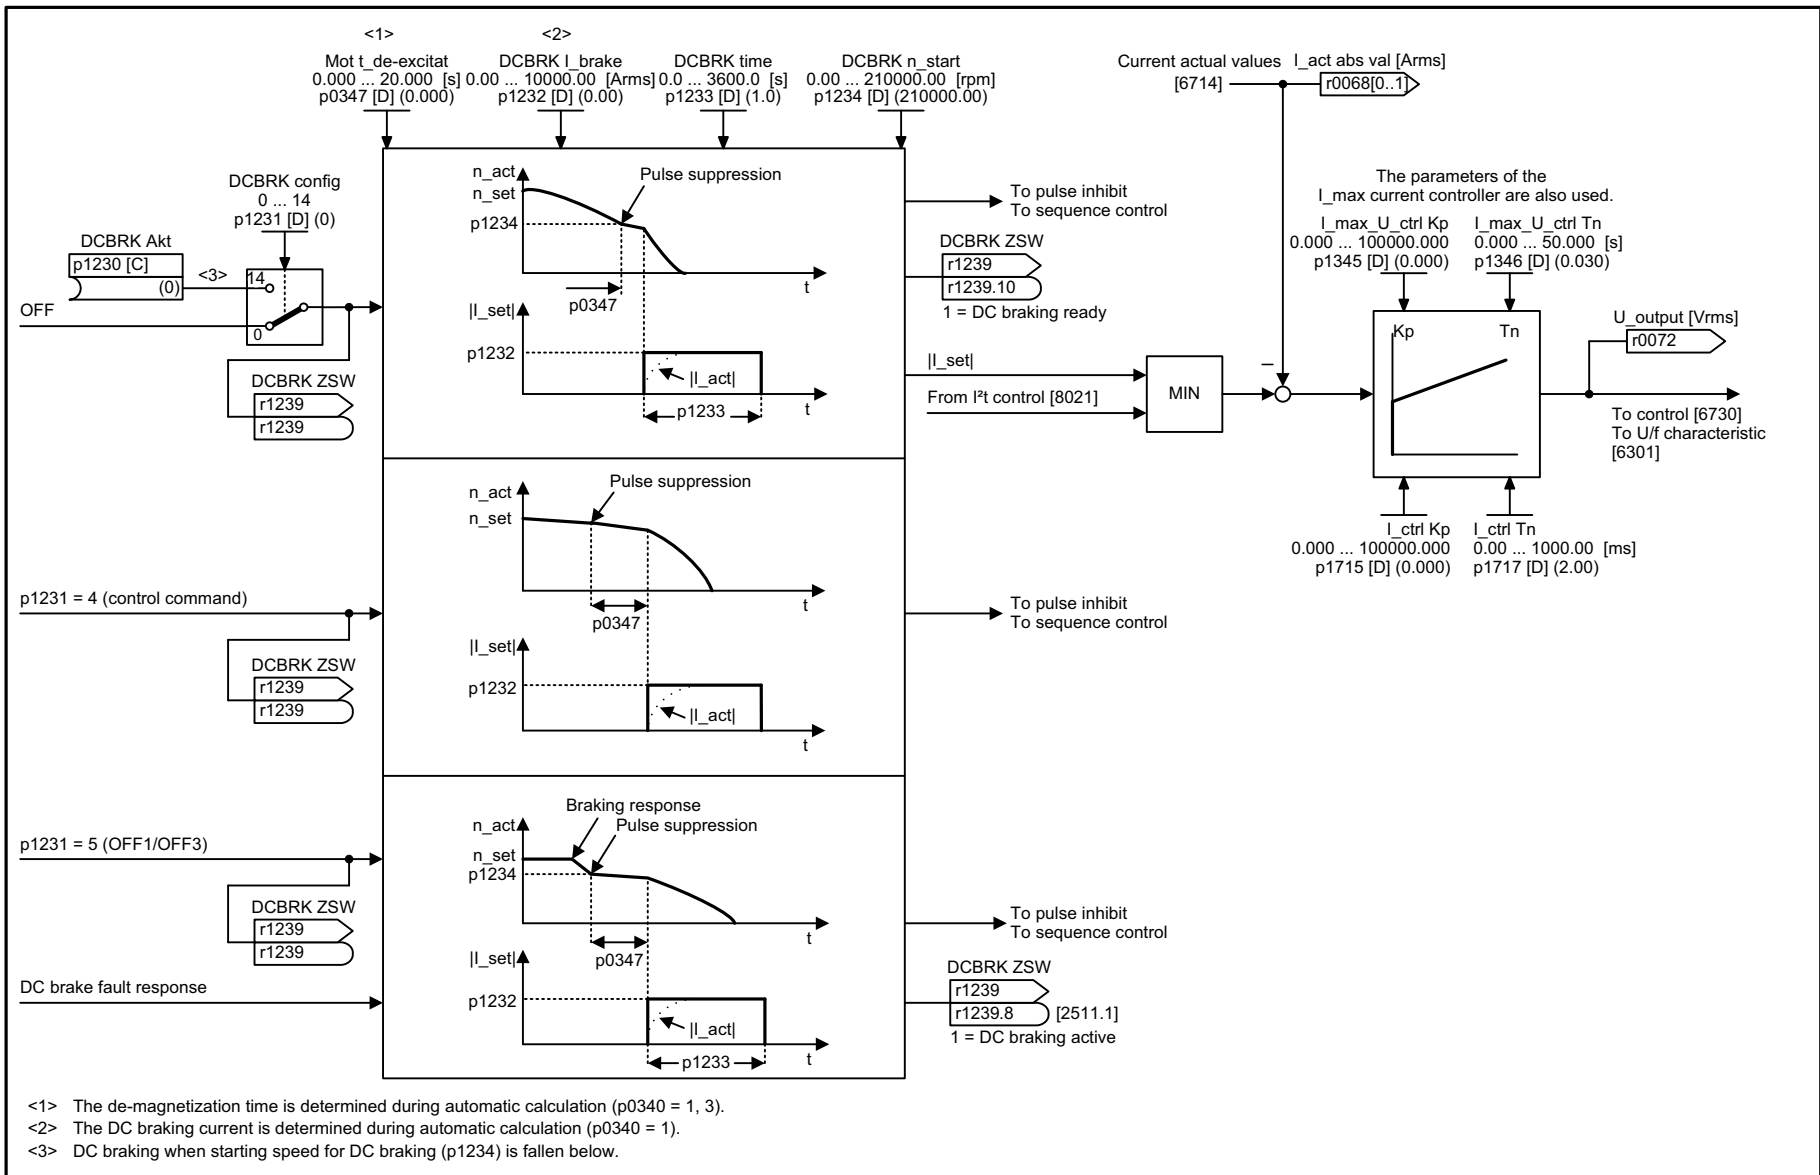 <1>
Mot t_de-excitat
0.000 ... 20.000 [s]
p0347 [D] (0.000)
<2>
DCBRK I_brake
0.00 ... 10000.00 [Arms]
p1232 [D] (0.00)
DCBRK time
0.0 ... 3600.0 [s]
p1233 [D] (1.0)
DCBRK n_start
0.00 ... 210000.00 [rpm]
p1234 [D] (210000.00)
Current actual values
[6714]
I_act abs val [Arms]
r0068[0..1]
DCBRK config
0 ... 14
p1231 [D] (0)
DCBRK Akt
p1230 [C]
(0)
<3>
14
0
OFF
DCBRK ZSW
r1239
r1239
n_act
n_set
p1234
Pulse suppression
t
p0347
|I_set|
p1232
|I_act|
t
p1233
To pulse inhibit
To sequence control
DCBRK ZSW
r1239
r1239.10
1 = DC braking ready
|I_set|
From I²t control [8021]
MIN
–
The parameters of the
I_max current controller are also used.
I_max_U_ctrl Kp
0.000 ... 100000.000
p1345 [D] (0.000)
I_max_U_ctrl Tn
0.000 ... 50.000 [s]
p1346 [D] (0.030)
Kp
Tn
I_ctrl Kp
0.000 ... 100000.000
p1715 [D] (0.000)
I_ctrl Tn
0.00 ... 1000.00 [ms]
p1717 [D] (2.00)
U_output [Vrms]
r0072
To control [6730]
To U/f characteristic
[6301]
p1231 = 4 (control command)
DCBRK ZSW
r1239
r1239
n_act
n_set
Pulse suppression
t
p0347
|I_set|
p1232
|I_act|
t
To pulse inhibit
To sequence control
p1231 = 5 (OFF1/OFF3)
DCBRK ZSW
r1239
r1239
DC brake fault response
Braking response
Pulse suppression
n_act
n_set
p1234
t
p0347
|I_set|
p1232
|I_act|
t
p1233
To pulse inhibit
To sequence control
DCBRK ZSW
r1239
r1239.8
[2511.1]
1 = DC braking active
<1> The de-magnetization time is determined during automatic calculation (p0340 = 1, 3).
<2> The DC braking current is determined during automatic calculation (p0340 = 1).
<3> DC braking when starting speed for DC braking (p1234) is fallen below.